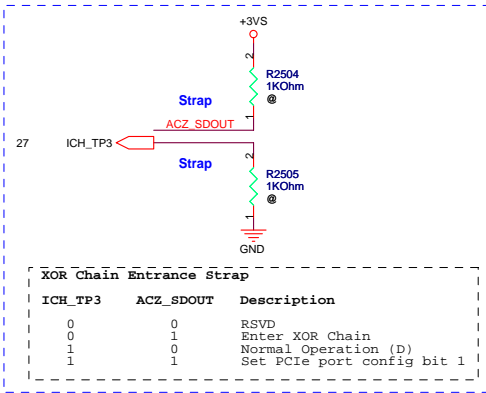 +3VS
2
R2504
1KOhm
@
1
Strap
ACZ_SDOUT
27 ICH_TP3
Strap
2
R2505
1KOhm
@
1
GND
XOR Chain Entrance Strap
ICH_TP3 ACZ_SDOUT Description
0 0 RSVD
0 1 Enter XOR Chain
1 0 Normal Operation (D)
1 1 Set PCIe port config bit 1